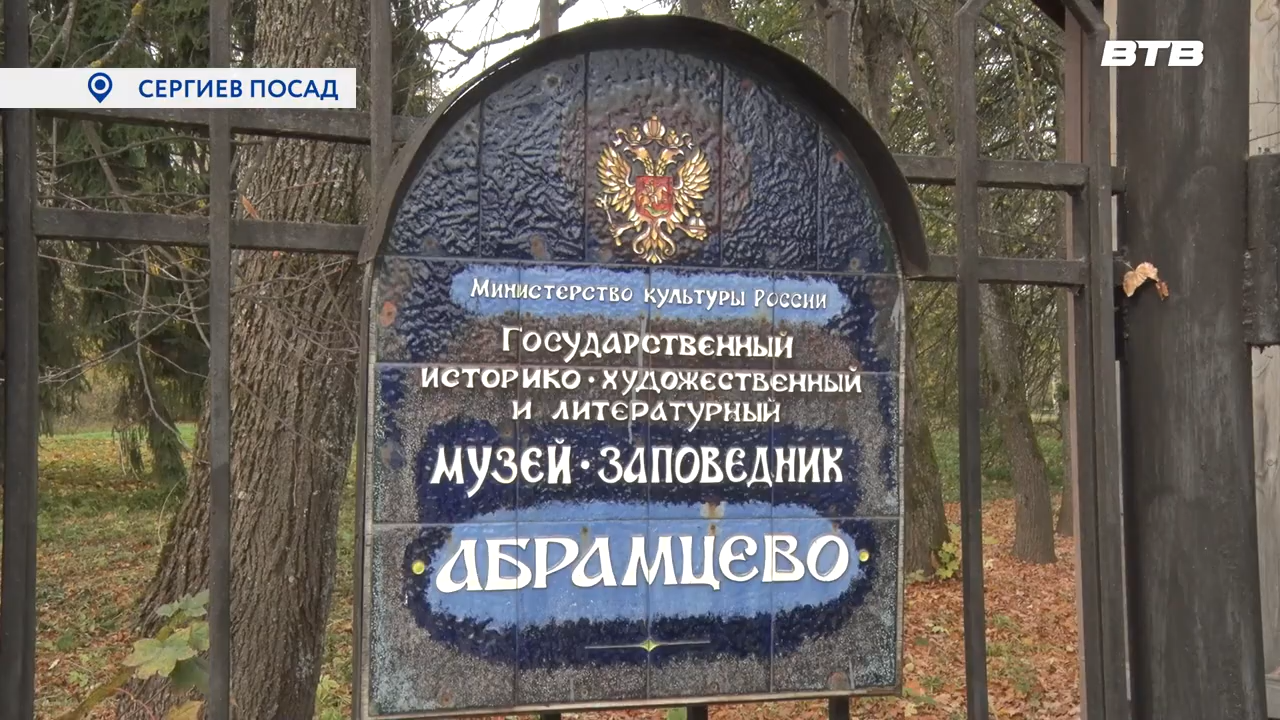 СЕРГИЕВ ПОСАД
ВТВ
Министерство культуры России
Государственный
историко·художественный
и литературный
музей·заповедник
Абрамцево